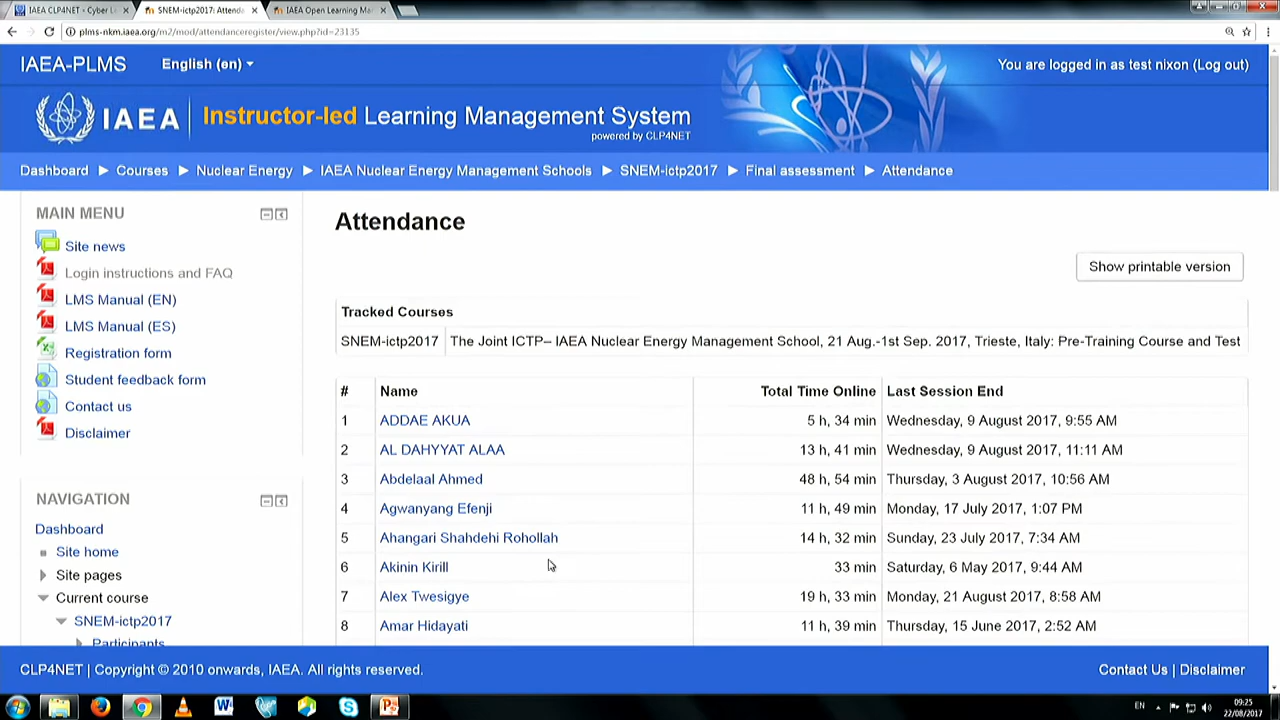 IAEA CLP4NET - Cyber L
SNEM-ictp2017: Attenda
IAEA Open Learning Ma
plms-nkm.iaea.org/m2/mod/attendanceregister/view.php?id=23135
IAEA-PLMS
English (en)
You are logged in as test nixon (Log out)
IAEA
Instructor-led Learning Management System
powered by CLP4NET
Dashboard ► Courses ► Nuclear Energy ► IAEA Nuclear Energy Management Schools ► SNEM-ictp2017 ► Final assessment ► Attendance
MAIN MENU
Site news
Login instructions and FAQ
LMS Manual (EN)
LMS Manual (ES)
Registration form
Student feedback form
Contact us
Disclaimer
NAVIGATION
Dashboard
Site home
Site pages
Current course
SNEM-ictp2017
Participants
Attendance
Show printable version
Tracked Courses
SNEM-ictp2017 The Joint ICTP– IAEA Nuclear Energy Management School, 21 Aug.-1st Sep. 2017, Trieste, Italy: Pre-Training Course and Test
# Name Total Time Online Last Session End
1 ADDAE AKUA 5 h, 34 min Wednesday, 9 August 2017, 9:55 AM
2 AL DAHYYAT ALAA 13 h, 41 min Wednesday, 9 August 2017, 11:11 AM
3 Abdelaal Ahmed 48 h, 54 min Thursday, 3 August 2017, 10:56 AM
4 Agwanyang Efenji 11 h, 49 min Monday, 17 July 2017, 1:07 PM
5 Ahangari Shahdehi Rohollah 14 h, 32 min Sunday, 23 July 2017, 7:34 AM
6 Akinin Kirill 33 min Saturday, 6 May 2017, 9:44 AM
7 Alex Twesigye 19 h, 33 min Monday, 21 August 2017, 8:58 AM
8 Amar Hidayati 11 h, 39 min Thursday, 15 June 2017, 2:52 AM
CLP4NET | Copyright © 2010 onwards, IAEA. All rights reserved.
Contact Us | Disclaimer
EN
09:25
22/08/2017